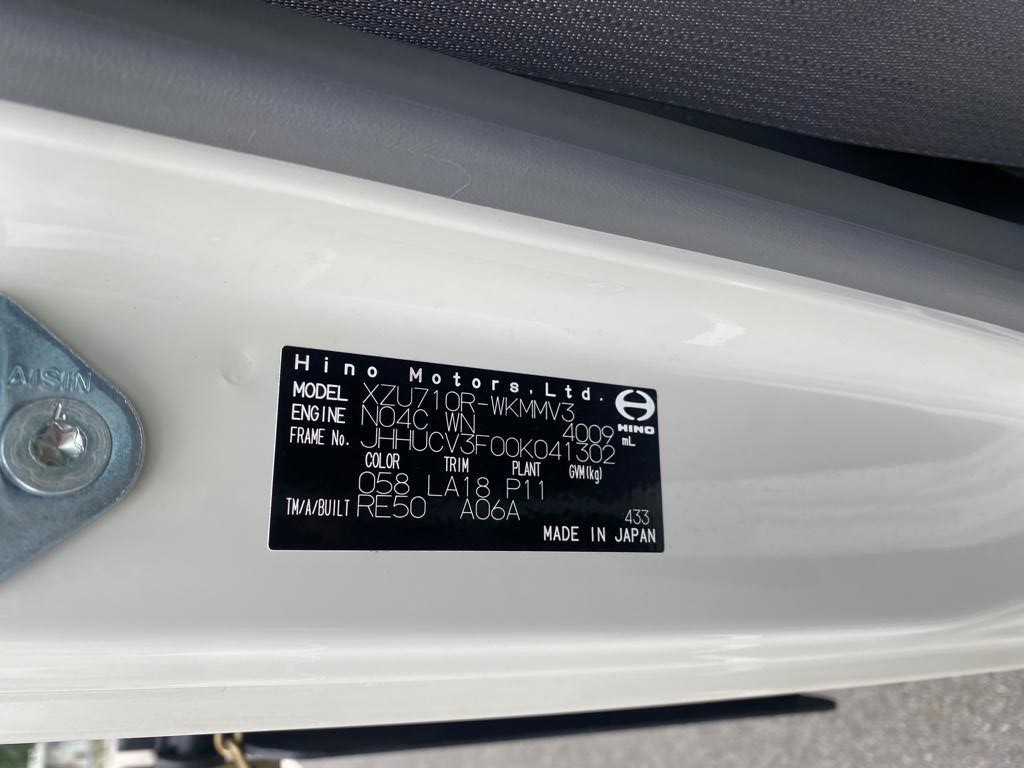 AISIN
Hino Motors,Ltd.
HINO
MODEL XZU710R-WKMMV3
ENGINE N04C WN 4009 mL
FRAME No. JHHUCV3F00K041302
COLOR TRIM PLANT GVM(kg)
058 LA18 P11
TM/A/BUILT RE50 A06A 433
MADE IN JAPAN